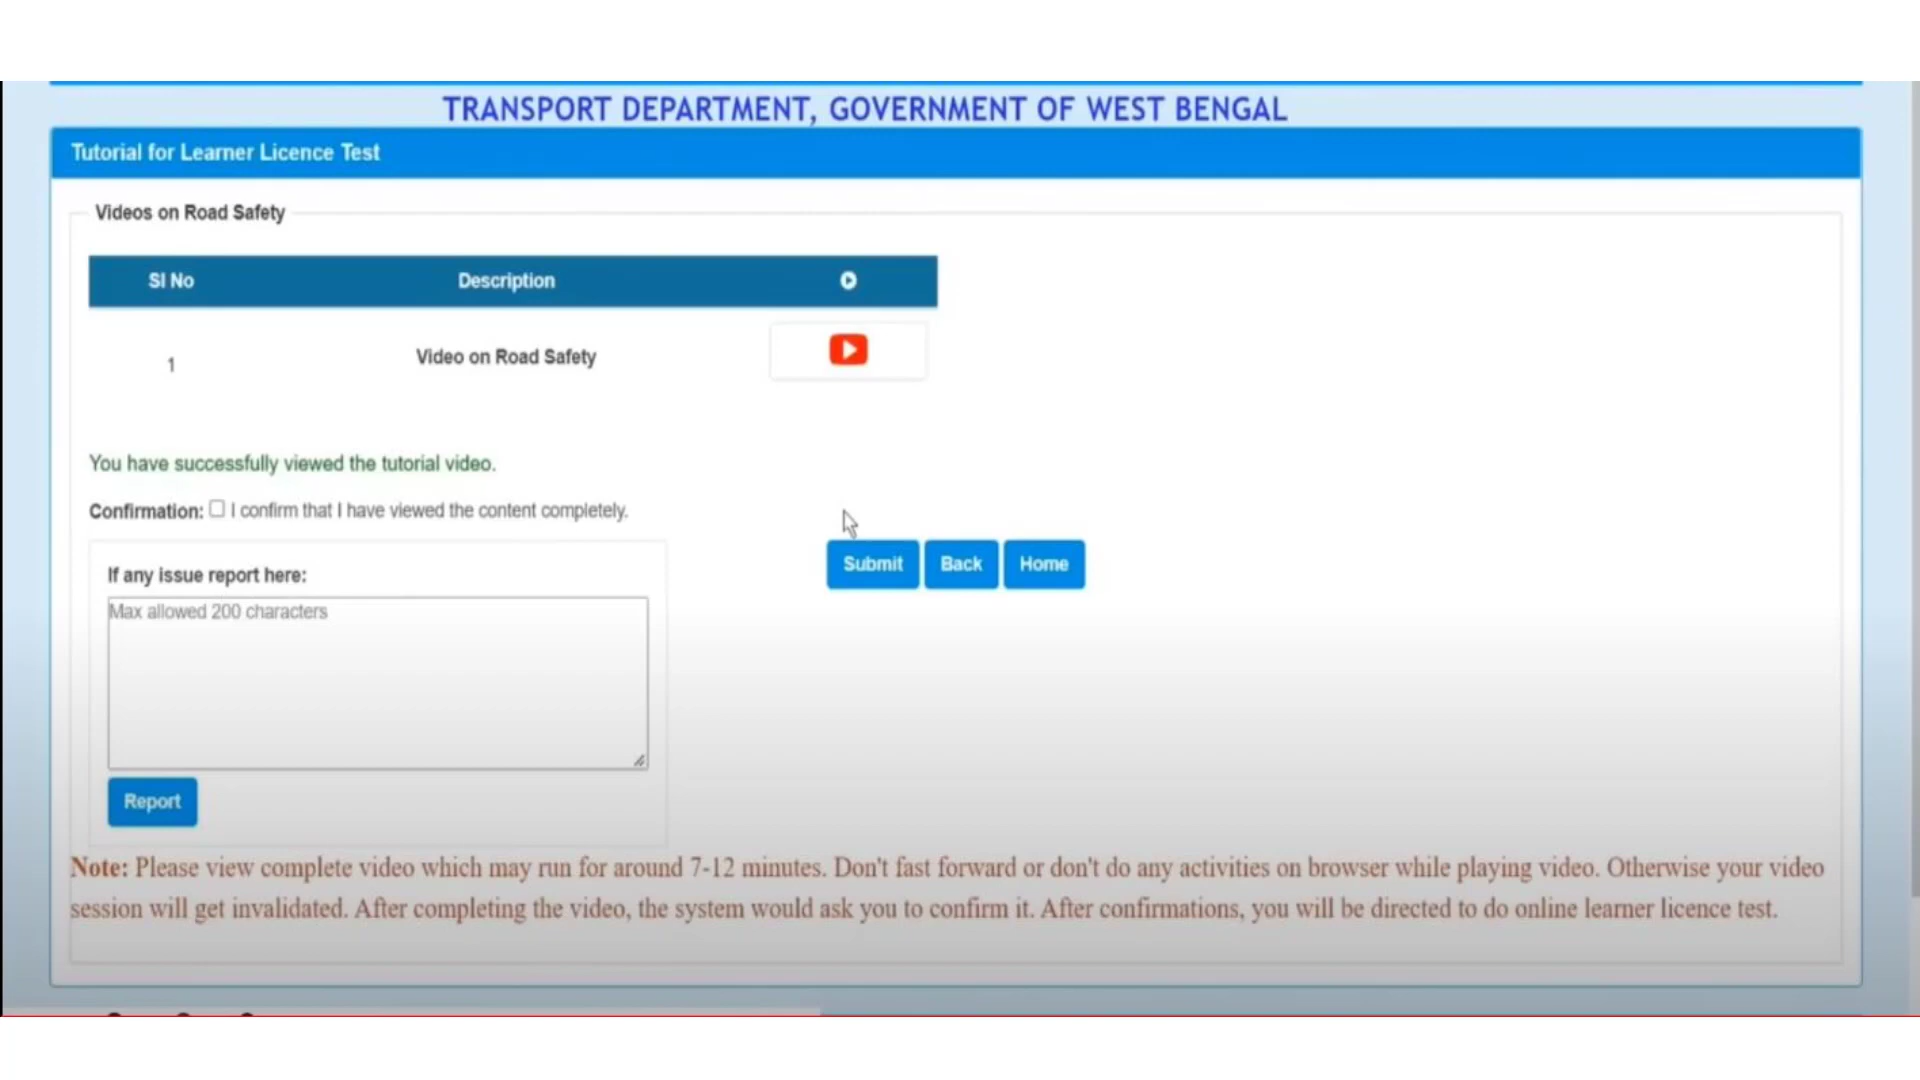 TRANSPORT DEPARTMENT, GOVERNMENT OF WEST BENGAL
Tutorial for Learner Licence Test
Videos on Road Safety
Sl No Description
1 Video on Road Safety
You have successfully viewed the tutorial video.
Confirmation: I confirm that I have viewed the content completely.
Submit Back Home
If any issue report here:
Max allowed 200 characters
Report
Note: Please view complete video which may run for around 7-12 minutes. Don't fast forward or don't do any activities on browser while playing video. Otherwise your video
session will get invalidated. After completing the video, the system would ask you to confirm it. After confirmations, you will be directed to do online learner licence test.